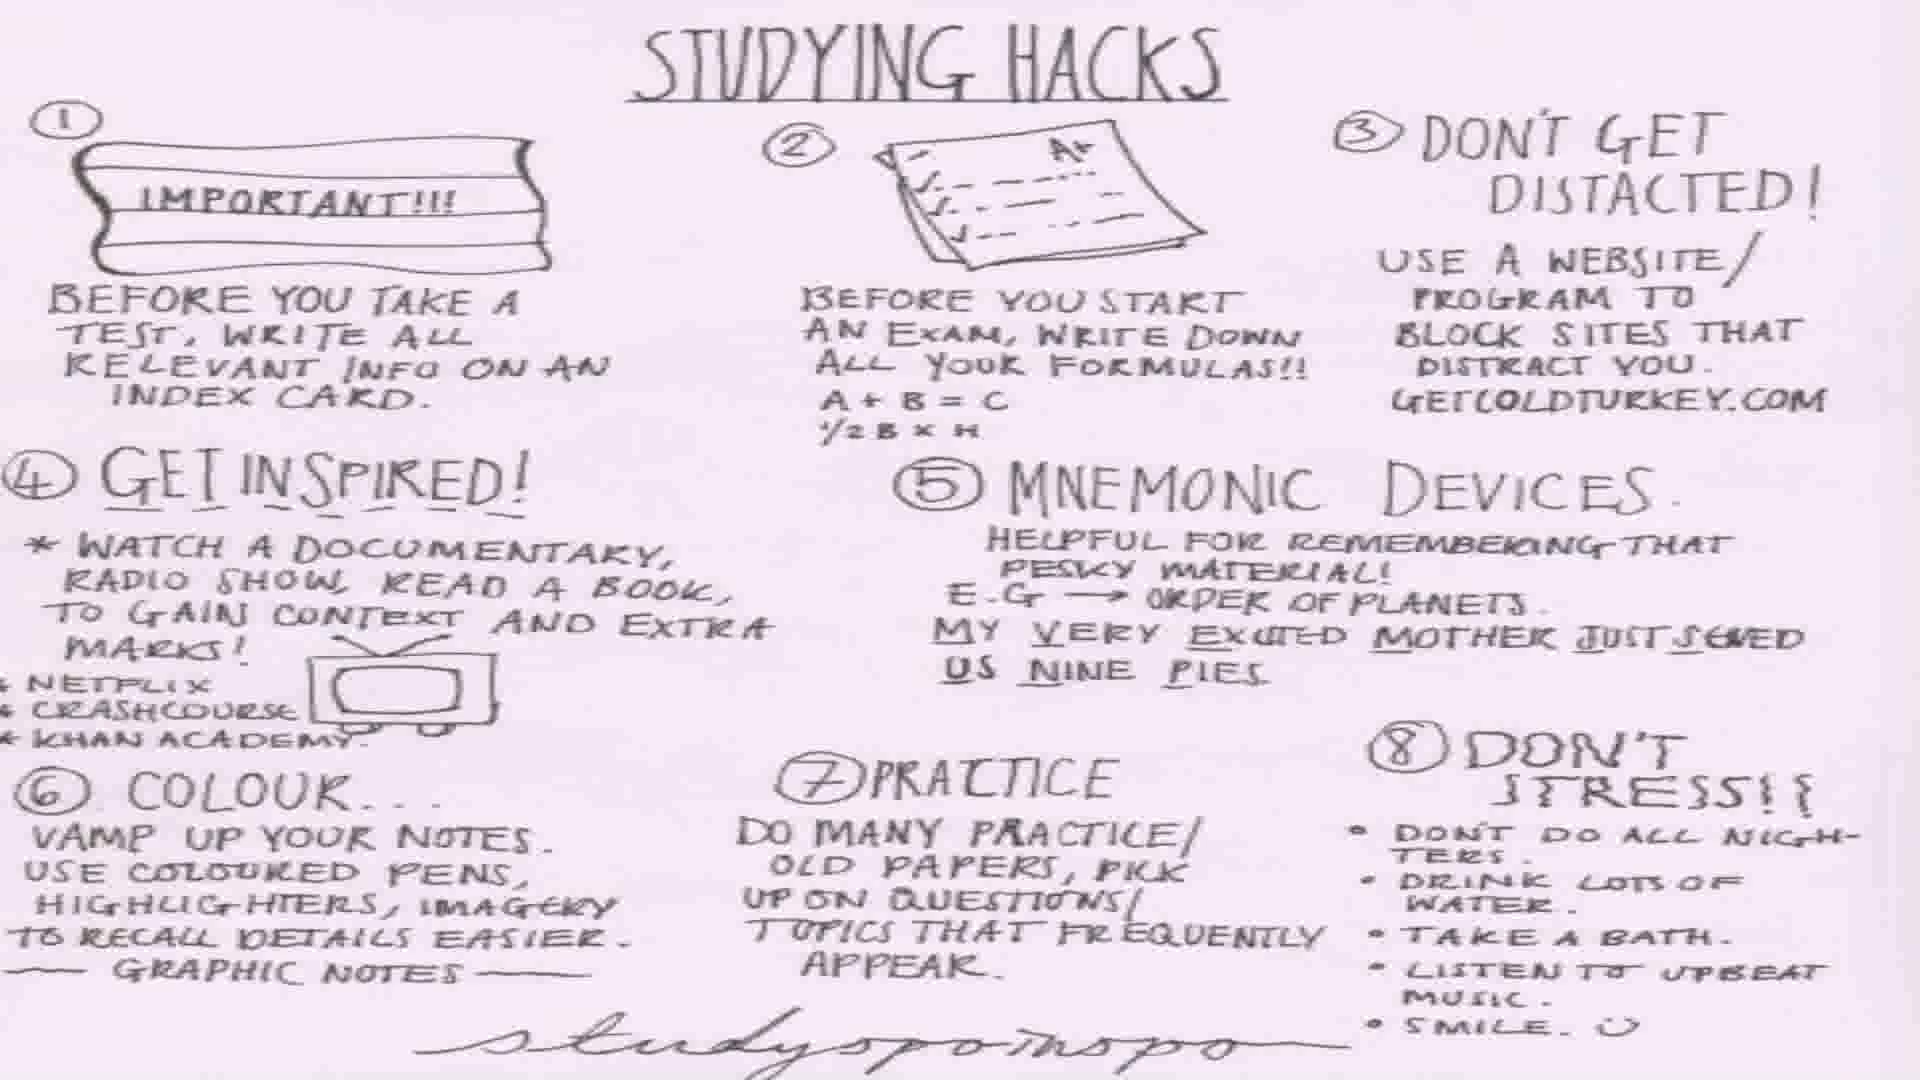 STUDYING HACKS
1
IMPORTANT!!!
BEFORE YOU TAKE A
TEST, WRITE ALL
RELEVANT INFO ON AN
INDEX CARD.
2
A+
BEFORE YOU START
AN EXAM, WRITE DOWN
ALL YOUR FORMULAS!!
A + B = C
1/2 B × H
3 DON'T GET
DISTACTED!
USE A WEBSITE/
PROGRAM TO
BLOCK SITES THAT
DISTRACT YOU.
GETCOLDTURKEY.COM
4 GET INSPIRED!
* WATCH A DOCUMENTARY,
RADIO SHOW, READ A BOOK,
TO GAIN CONTEXT AND EXTRA
MARKS!
* NETFLIX
* CRASHCOURSE
* KHAN ACADEMY.
5 MNEMONIC DEVICES.
HELPFUL FOR REMEMBERING THAT
PESKY MATERIAL!
E.G → ORDER OF PLANETS.
MY VERY EXCITED MOTHER JUST SERVED
US NINE PIES
6 COLOUR...
VAMP UP YOUR NOTES.
USE COLOURED PENS,
HIGHLIGHTERS, IMAGERY
TO RECALL DETAILS EASIER.
— GRAPHIC NOTES —
7 PRACTICE
DO MANY PRACTICE/
OLD PAPERS, PICK
UP ON QUESTIONS/
TOPICS THAT FREQUENTLY
APPEAR.
8 DON'T
STRESS!!
• DON'T DO ALL NIGH-
TERS.
• DRINK LOTS OF
WATER.
• TAKE A BATH.
• LISTEN TO UPBEAT
MUSIC.
• SMILE. ☺
studyspoinspo